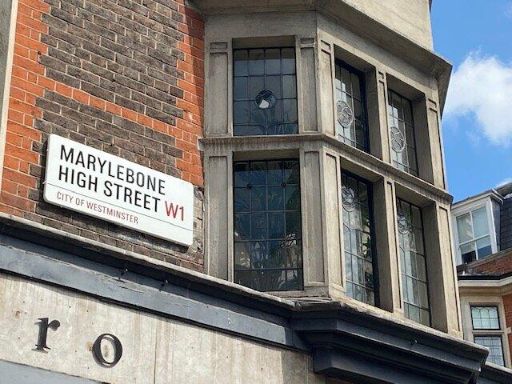 MARYLEBONE
HIGH STREET W1
CITY OF WESTMINSTER
r o